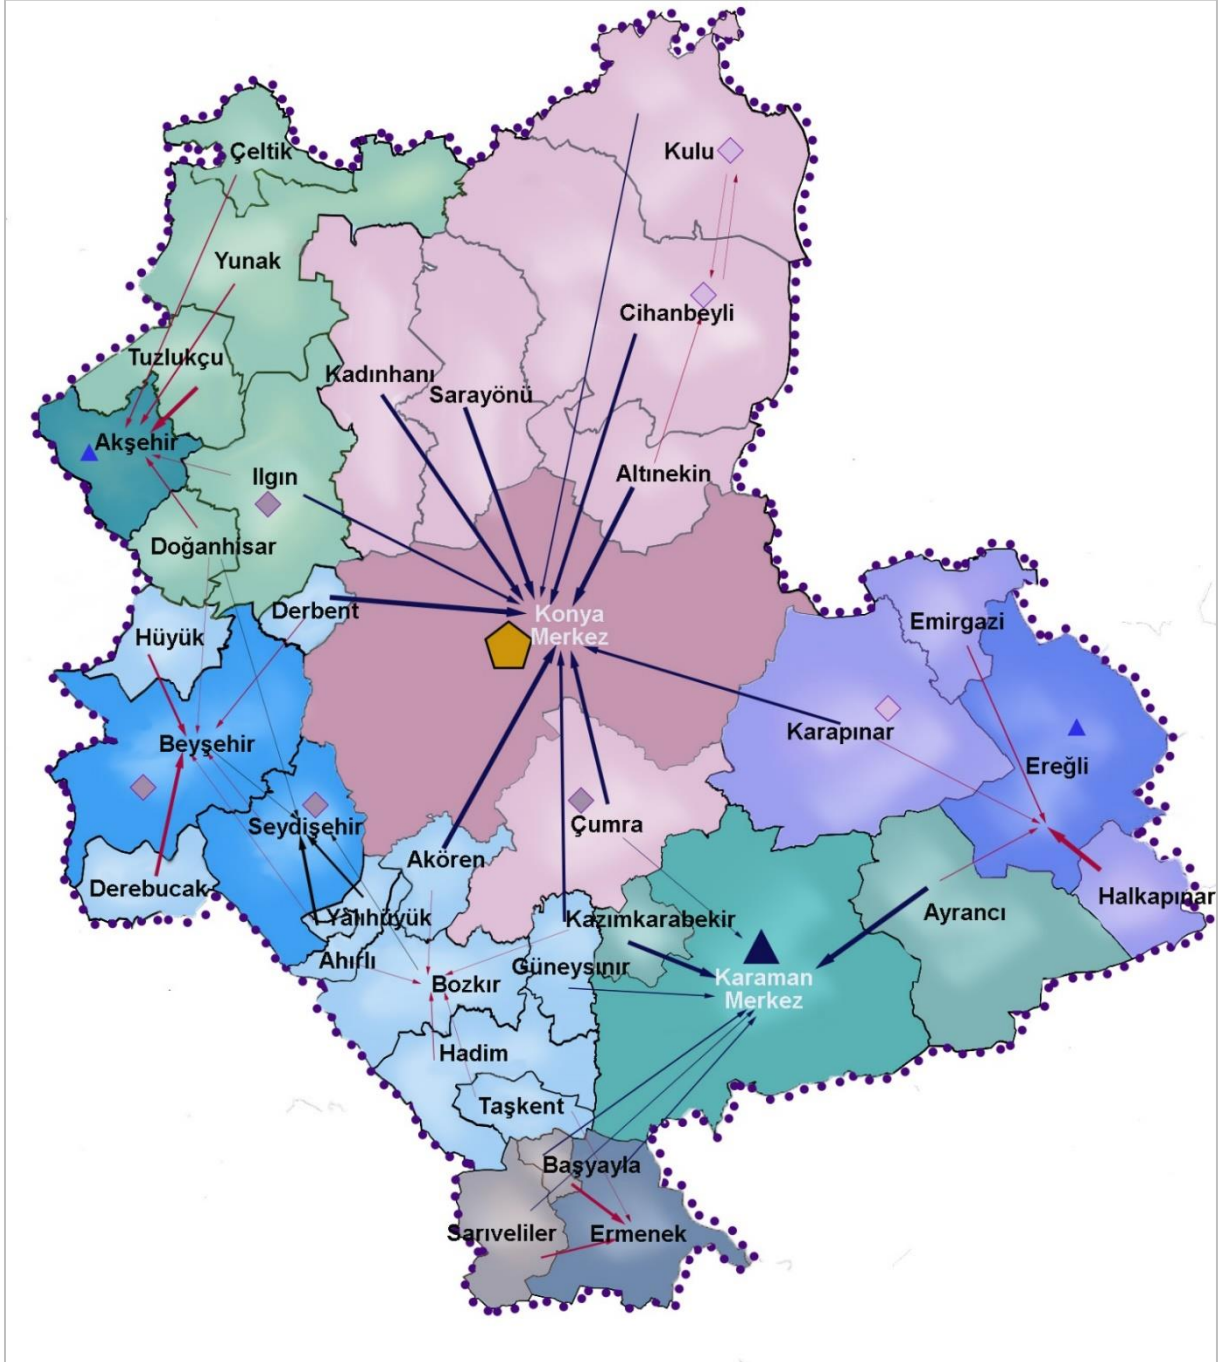 Kulu
Çeltik
Yunak
Cihanbeyli
Tuzlukçu
Kadınhanı
Sarayönü
Akşehir
Ilgın
Altınekin
Doğanhisar
Derbent
Konya
Merkez
Hüyük
Emirgazi
Beyşehir
Karapınar
Ereğli
Seydişehir
Çumra
Akören
Derebucak
Halkapınar
Yalıhüyük
Kazımkarabekir
Ayrancı
Ahırlı
Güneysınır
Bozkır
Karaman
Merkez
Hadim
Taşkent
Başyayla
Sarıveliler
Ermenek